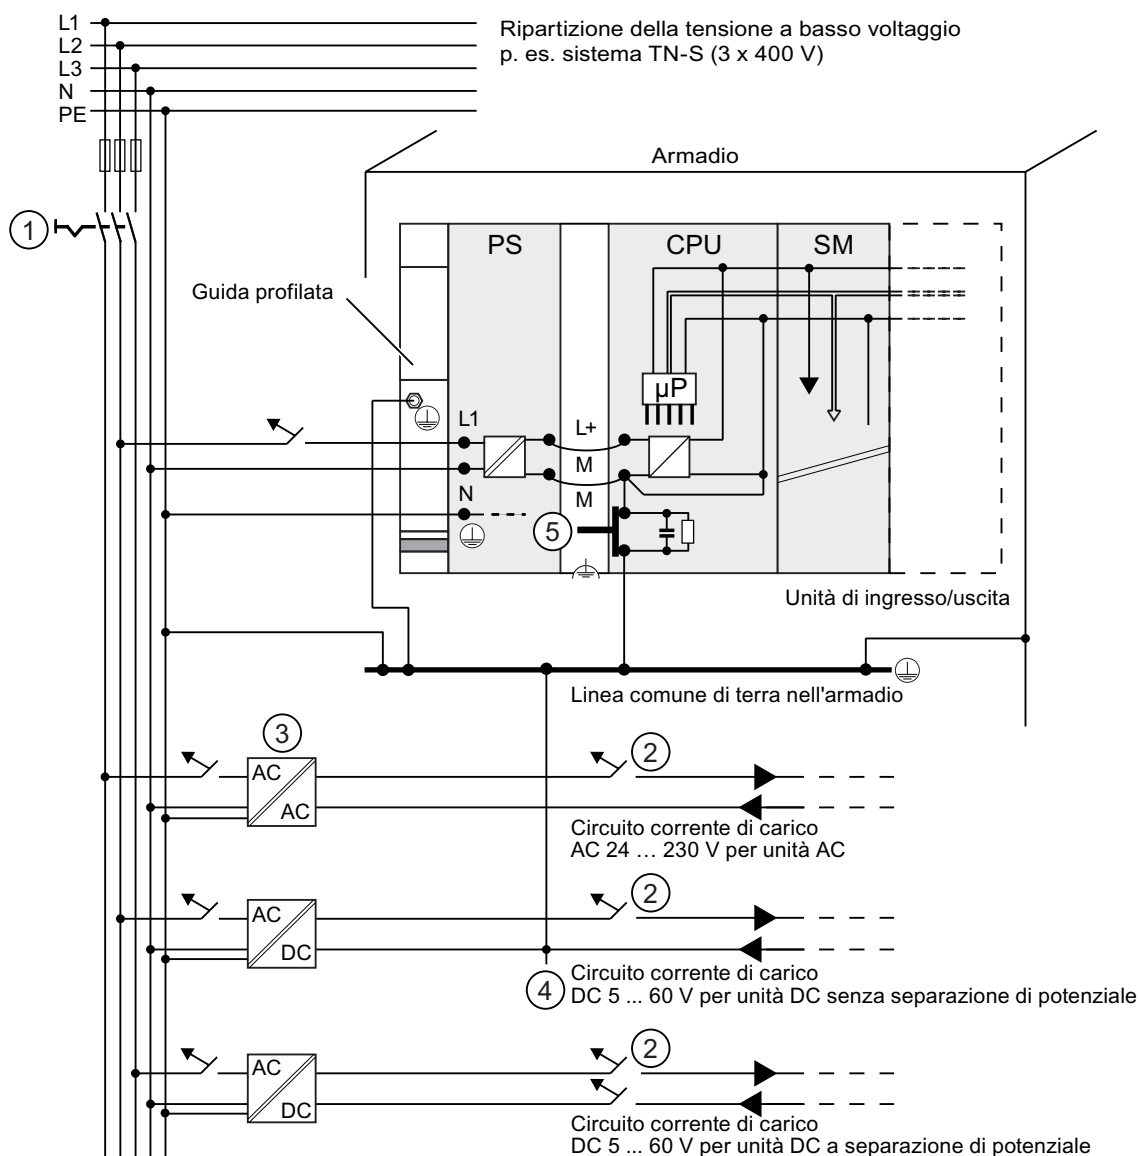 L1
L2
L3
N
PE
Ripartizione della tensione a basso voltaggio
p. es. sistema TN-S (3 x 400 V)
Armadio
1
PS
CPU
SM
Guida profilata
µP
L1
L+
M
N
M
5
Unità di ingresso/uscita
Linea comune di terra nell'armadio
3
2
AC
AC
Circuito corrente di carico
AC 24 … 230 V per unità AC
2
AC
DC
4
Circuito corrente di carico
DC 5 ... 60 V per unità DC senza separazione di potenziale
2
AC
DC
Circuito corrente di carico
DC 5 ... 60 V per unità DC a separazione di potenziale